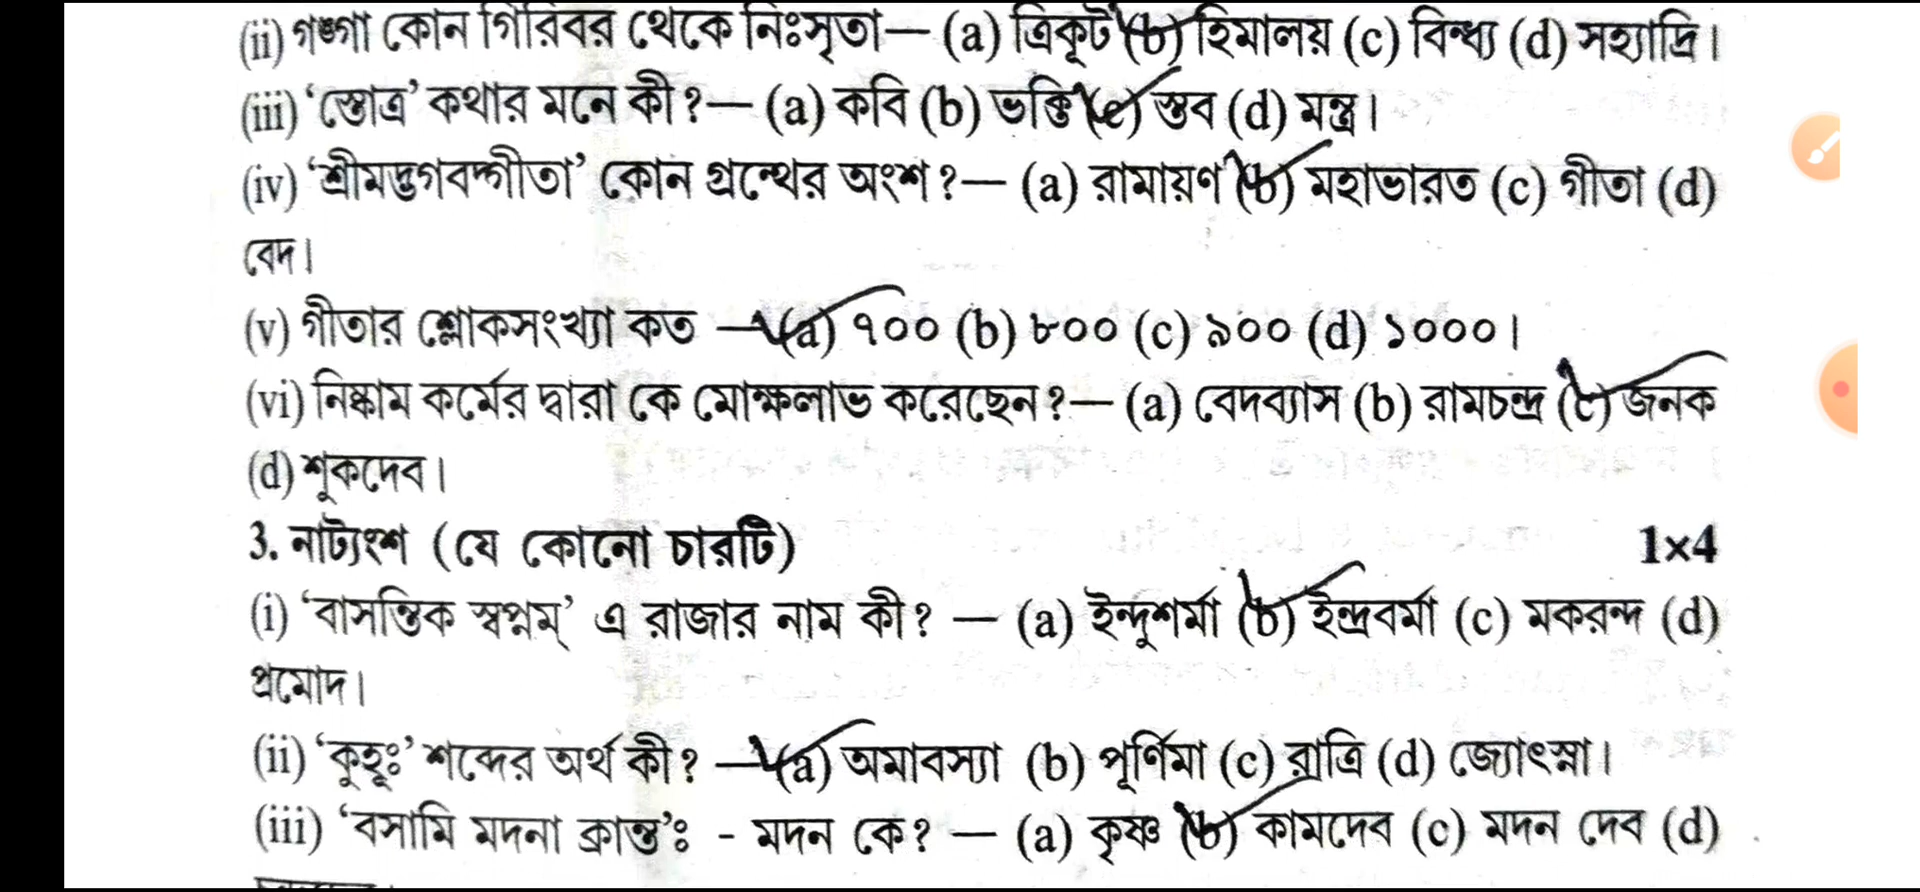 (ii) গঙ্গা কোন গিরিবর থেকে নিঃসৃতা— (a) ত্রিকূট (b) হিমালয় (c) বিন্ধ্য (d) সহ্যাদ্রি।
(iii) ‘স্তোত্র’ কথার মনে কী ?— (a) কবি (b) ভক্তি (c) স্তব (d) মন্ত্র।
(iv) ‘শ্রীমদ্ভগবদ্গীতা’ কোন গ্রন্থের অংশ ?— (a) রামায়ণ (b) মহাভারত (c) গীতা (d)
বেদ।
(v) গীতার শ্লোকসংখ্যা কত —(a) ৭০০ (b) ৮০০ (c) ৯০০ (d) ১০০০।
(vi) নিষ্কাম কর্মের দ্বারা কে মোক্ষলাভ করেছেন ?— (a) বেদব্যাস (b) রামচন্দ্র (c) জনক
(d) শুকদেব।
3. নাট্যংশ (যে কোনো চারটি) 1×4
(i) ‘বাসন্তিক স্বপ্নম্’ এ রাজার নাম কী? — (a) ইন্দুশর্মা (b) ইন্দ্রবর্মা (c) মকরন্দ (d)
প্রমোদ।
(ii) ‘কুহূঃ’ শব্দের অর্থ কী? —(a) অমাবস্যা (b) পূর্ণিমা (c) রাত্রি (d) জ্যোৎস্না।
(iii) ‘বসামি মদনা ক্রান্ত’ঃ - মদন কে? — (a) কৃষ্ণ (b) কামদেব (c) মদন দেব (d)